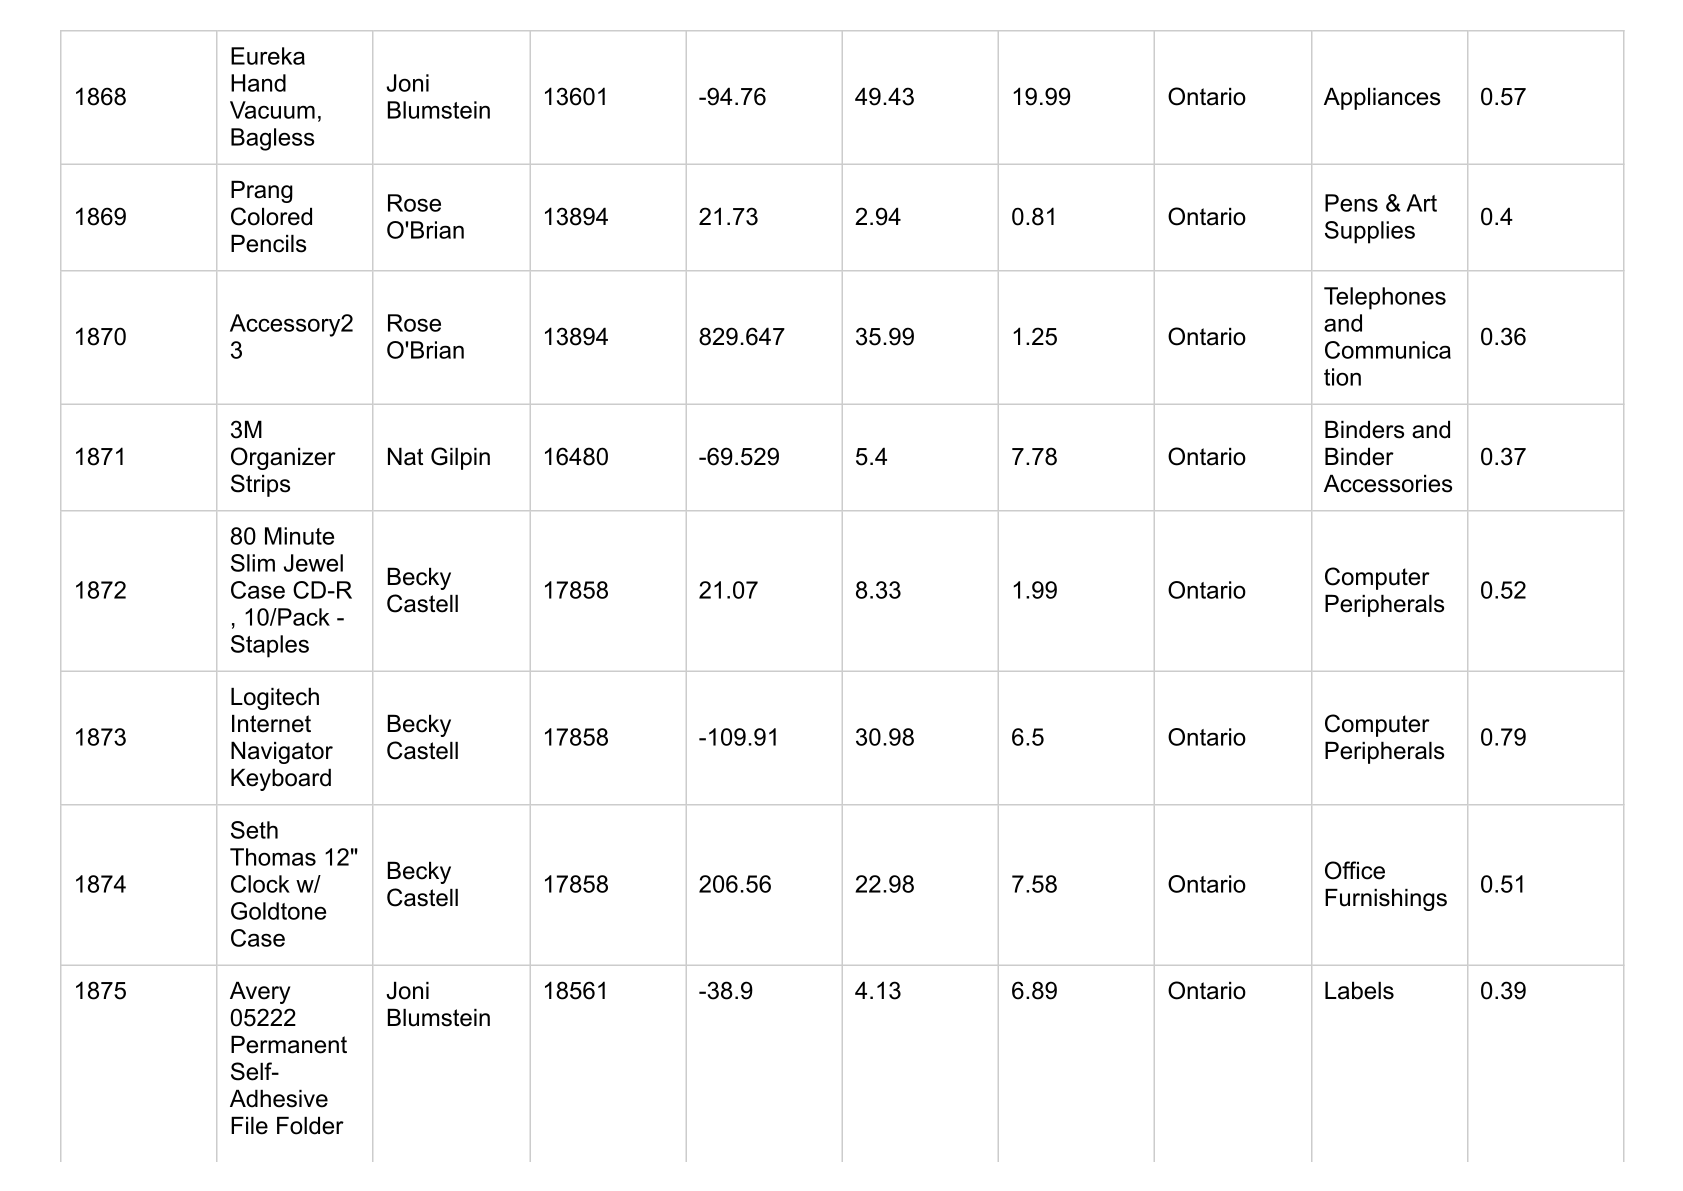 1868
Eureka
Hand
Vacuum,
Bagless
Joni
Blumstein
13601
-94.76
49.43
19.99
Ontario
Appliances
0.57
1869
Prang
Colored
Pencils
Rose
O'Brian
13894
21.73
2.94
0.81
Ontario
Pens & Art
Supplies
0.4
1870
Accessory2
3
Rose
O'Brian
13894
829.647
35.99
1.25
Ontario
Telephones
and
Communica
tion
0.36
1871
3M
Organizer
Strips
Nat Gilpin
16480
-69.529
5.4
7.78
Ontario
Binders and
Binder
Accessories
0.37
1872
80 Minute
Slim Jewel
Case CD-R
, 10/Pack -
Staples
Becky
Castell
17858
21.07
8.33
1.99
Ontario
Computer
Peripherals
0.52
1873
Logitech
Internet
Navigator
Keyboard
Becky
Castell
17858
-109.91
30.98
6.5
Ontario
Computer
Peripherals
0.79
1874
Seth
Thomas 12"
Clock w/
Goldtone
Case
Becky
Castell
17858
206.56
22.98
7.58
Ontario
Office
Furnishings
0.51
1875
Avery
05222
Permanent
Self-
Adhesive
File Folder
Joni
Blumstein
18561
-38.9
4.13
6.89
Ontario
Labels
0.39